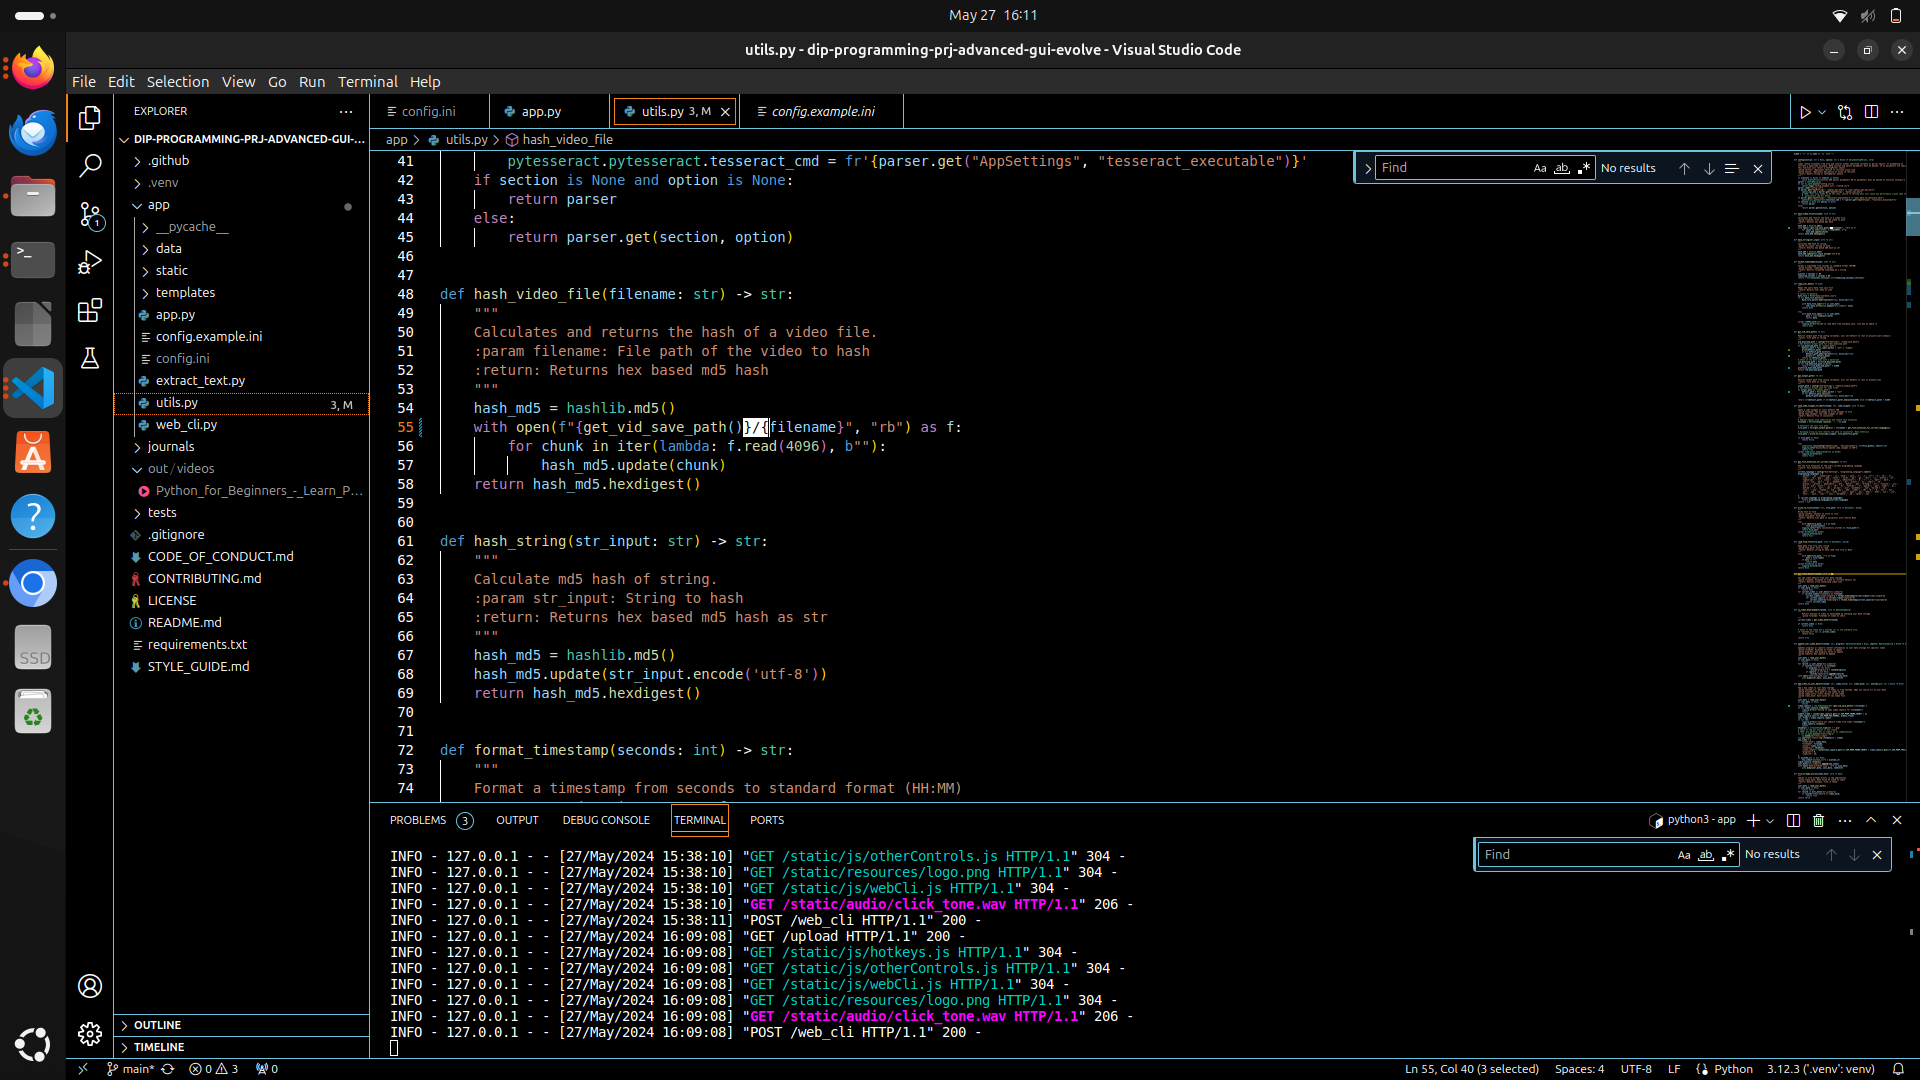 May 27 16:11
utils.py - dip-programming-prj-advanced-gui-evolve - Visual Studio Code
File Edit Selection View Go Run Terminal Help
EXPLORER
config.ini
app.py
utils.py 3, M
config.example.ini
DIP-PROGRAMMING-PRJ-ADVANCED-GUI-...
app > utils.py > hash_video_file
.github
.venv
app
__pycache__
data
static
templates
app.py
config.example.ini
config.ini
extract_text.py
utils.py 3, M
web_cli.py
journals
out/videos
Python_for_Beginners_-_Learn_P...
tests
.gitignore
CODE_OF_CONDUCT.md
CONTRIBUTING.md
LICENSE
README.md
requirements.txt
STYLE_GUIDE.md
OUTLINE
TIMELINE
1
SSD
Find Aa ab .* No results
41 pytesseract.pytesseract.tesseract_cmd = fr'{parser.get("AppSettings", "tesseract_executable")}'
42 if section is None and option is None:
43 return parser
44 else:
45 return parser.get(section, option)
46
47
48 def hash_video_file(filename: str) -> str:
49 """
50 Calculates and returns the hash of a video file.
51 :param filename: File path of the video to hash
52 :return: Returns hex based md5 hash
53 """
54 hash_md5 = hashlib.md5()
55 with open(f"{get_vid_save_path()}/{filename}", "rb") as f:
56 for chunk in iter(lambda: f.read(4096), b""):
57 hash_md5.update(chunk)
58 return hash_md5.hexdigest()
59
60
61 def hash_string(str_input: str) -> str:
62 """
63 Calculate md5 hash of string.
64 :param str_input: String to hash
65 :return: Returns hex based md5 hash as str
66 """
67 hash_md5 = hashlib.md5()
68 hash_md5.update(str_input.encode('utf-8'))
69 return hash_md5.hexdigest()
70
71
72 def format_timestamp(seconds: int) -> str:
73 """
74 Format a timestamp from seconds to standard format (HH:MM)
PROBLEMS 3 OUTPUT DEBUG CONSOLE TERMINAL PORTS
python3 - app
Find Aa ab .* No results
INFO - 127.0.0.1 - - [27/May/2024 15:38:10] "GET /static/js/otherControls.js HTTP/1.1" 304 -
INFO - 127.0.0.1 - - [27/May/2024 15:38:10] "GET /static/resources/logo.png HTTP/1.1" 304 -
INFO - 127.0.0.1 - - [27/May/2024 15:38:10] "GET /static/js/webCli.js HTTP/1.1" 304 -
INFO - 127.0.0.1 - - [27/May/2024 15:38:10] "GET /static/audio/click_tone.wav HTTP/1.1" 206 -
INFO - 127.0.0.1 - - [27/May/2024 15:38:11] "POST /web_cli HTTP/1.1" 200 -
INFO - 127.0.0.1 - - [27/May/2024 16:09:08] "GET /upload HTTP/1.1" 200 -
INFO - 127.0.0.1 - - [27/May/2024 16:09:08] "GET /static/js/hotkeys.js HTTP/1.1" 304 -
INFO - 127.0.0.1 - - [27/May/2024 16:09:08] "GET /static/js/otherControls.js HTTP/1.1" 304 -
INFO - 127.0.0.1 - - [27/May/2024 16:09:08] "GET /static/js/webCli.js HTTP/1.1" 304 -
INFO - 127.0.0.1 - - [27/May/2024 16:09:08] "GET /static/resources/logo.png HTTP/1.1" 304 -
INFO - 127.0.0.1 - - [27/May/2024 16:09:08] "GET /static/audio/click_tone.wav HTTP/1.1" 206 -
INFO - 127.0.0.1 - - [27/May/2024 16:09:08] "POST /web_cli HTTP/1.1" 200 -
main* 0 3 0
Ln 55, Col 40 (3 selected) Spaces: 4 UTF-8 LF Python 3.12.3 ('.venv': venv)